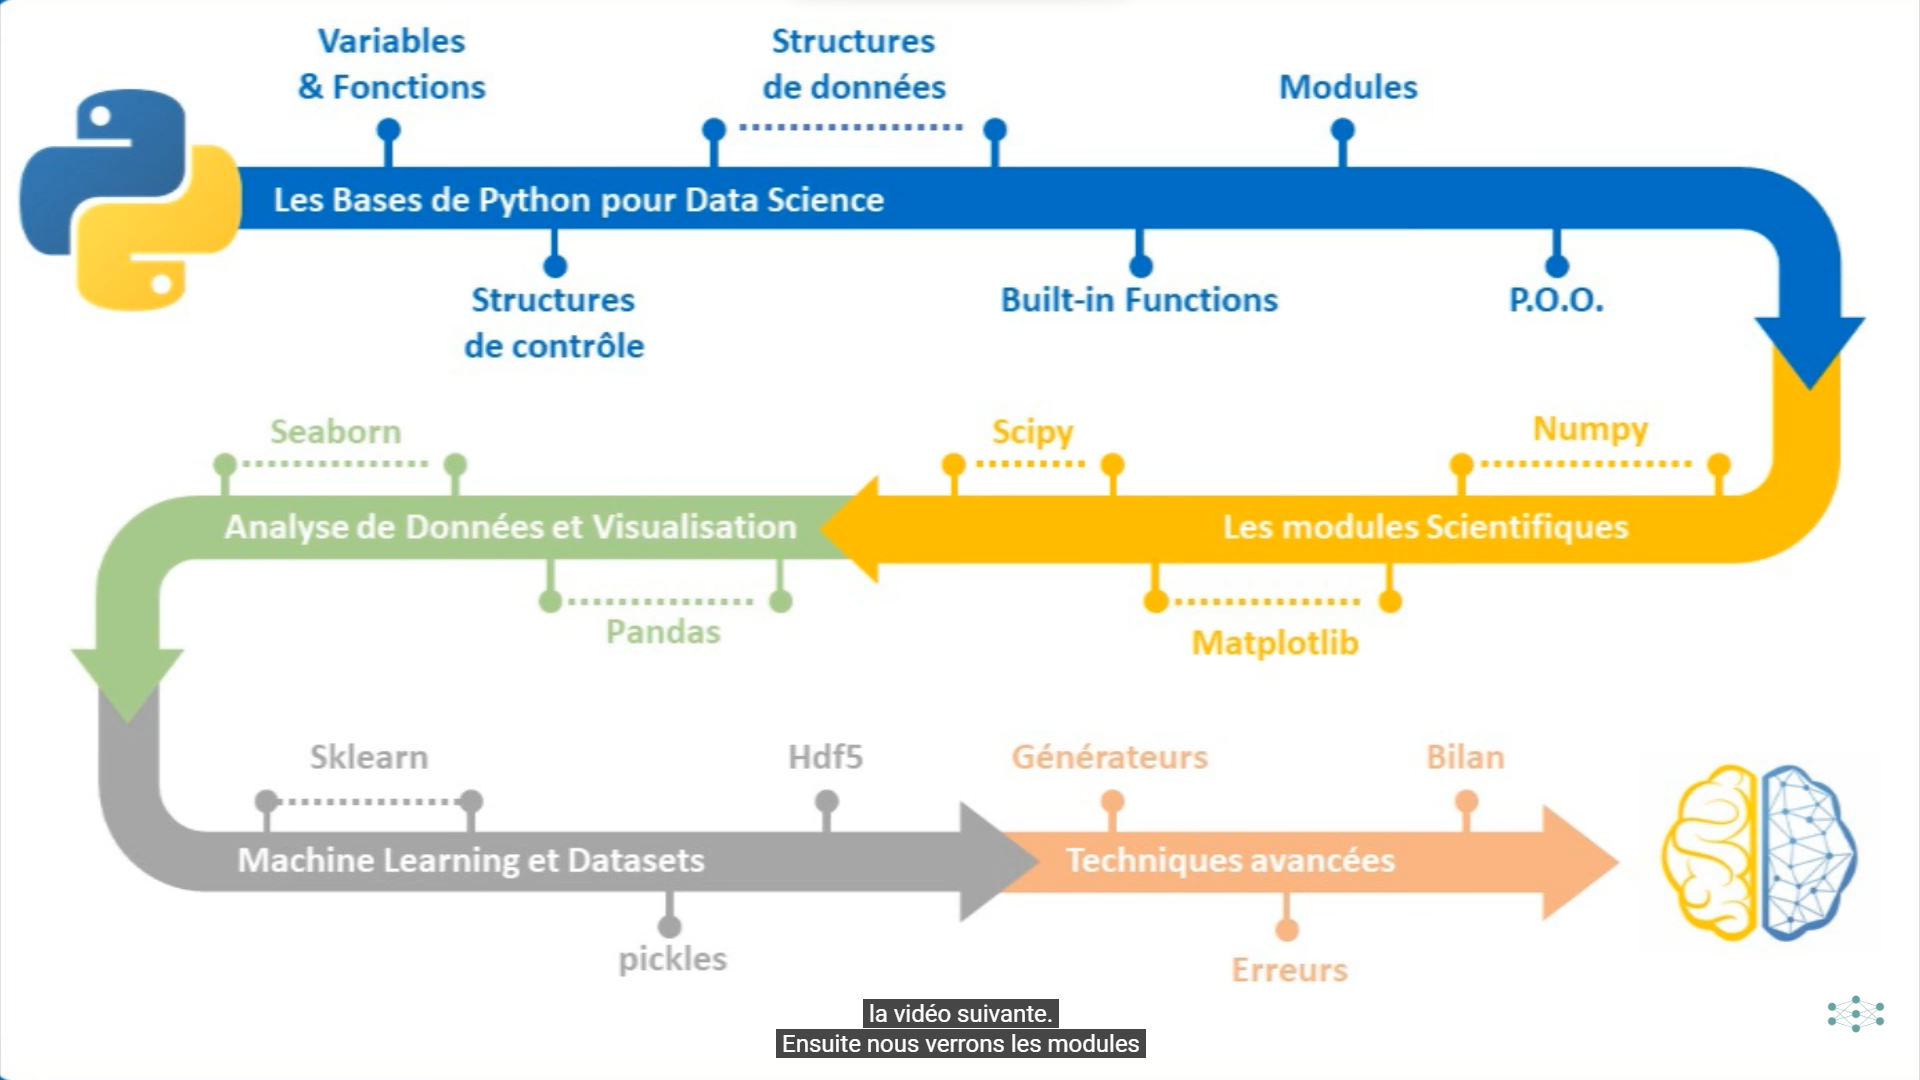 Variables
& Fonctions
Structures
de données
Modules
Les Bases de Python pour Data Science
Structures
de contrôle
Built-in Functions
P.O.O.
Numpy
Scipy
Les modules Scientifiques
Matplotlib
Seaborn
Analyse de Données et Visualisation
Pandas
Sklearn
Hdf5
Machine Learning et Datasets
pickles
Générateurs
Bilan
Techniques avancées
Erreurs
la vidéo suivante.
Ensuite nous verrons les modules